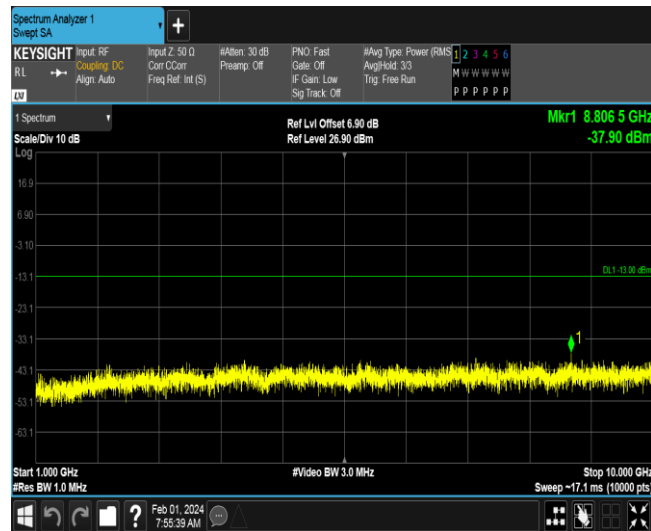 Spectrum Analyzer 1
Swept SA
+
KEYSIGHT
RL
LXI
Input: RF
Coupling: DC
Align: Auto
Input Z: 50 Ω
Corr CCorr
Freq Ref: Int (S)
#Atten: 30 dB
Preamp: Off
PNO: Fast
Gate: Off
IF Gain: Low
Sig Track: Off
#Avg Type: Power (RMS
Avg|Hold: 3/3
Trig: Free Run
1 2 3 4 5 6
M W W W W W
P P P P P P
1 Spectrum
Scale/Div 10 dB
Log
Ref Lvl Offset 6.90 dB
Ref Level 26.90 dBm
Mkr1 8.806 5 GHz
-37.90 dBm
16.9
6.90
-3.10
-13.1
DL1 -13.00 dBm
-23.1
-33.1
1
-43.1
-53.1
-63.1
Start 1.000 GHz
#Video BW 3.0 MHz
Stop 10.000 GHz
#Res BW 1.0 MHz
Sweep ~17.1 ms (10000 pts)
?
Feb 01, 2024
7:55:39 AM